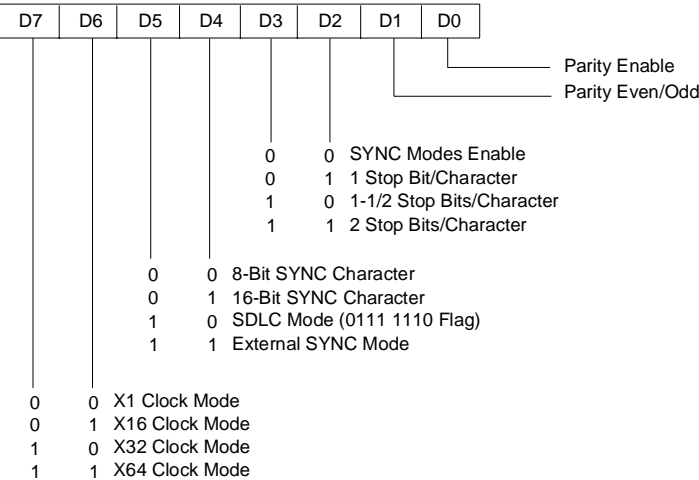 D7 D6 D5 D4 D3 D2 D1 D0
Parity Enable
Parity Even/Odd
0 0 SYNC Modes Enable
0 1 1 Stop Bit/Character
1 0 1-1/2 Stop Bits/Character
1 1 2 Stop Bits/Character
0 0 8-Bit SYNC Character
0 1 16-Bit SYNC Character
1 0 SDLC Mode (0111 1110 Flag)
1 1 External SYNC Mode
0 0 X1 Clock Mode
0 1 X16 Clock Mode
1 0 X32 Clock Mode
1 1 X64 Clock Mode